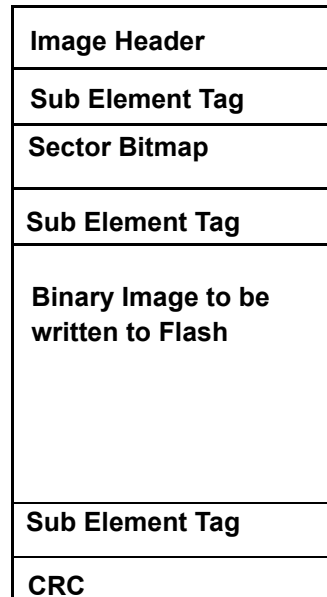 Image Header
Sub Element Tag
Sector Bitmap
Sub Element Tag
Binary Image to be
written to Flash
Sub Element Tag
CRC